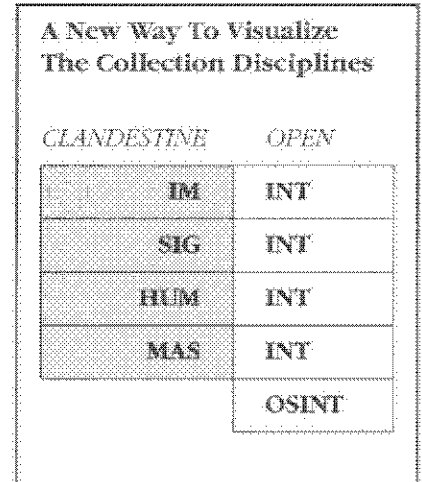 A New Way To Visualize
The Collection Disciplines
CLANDESTINE OPEN
IM INT
SIG INT
HUM INT
MAS INT
OSINT